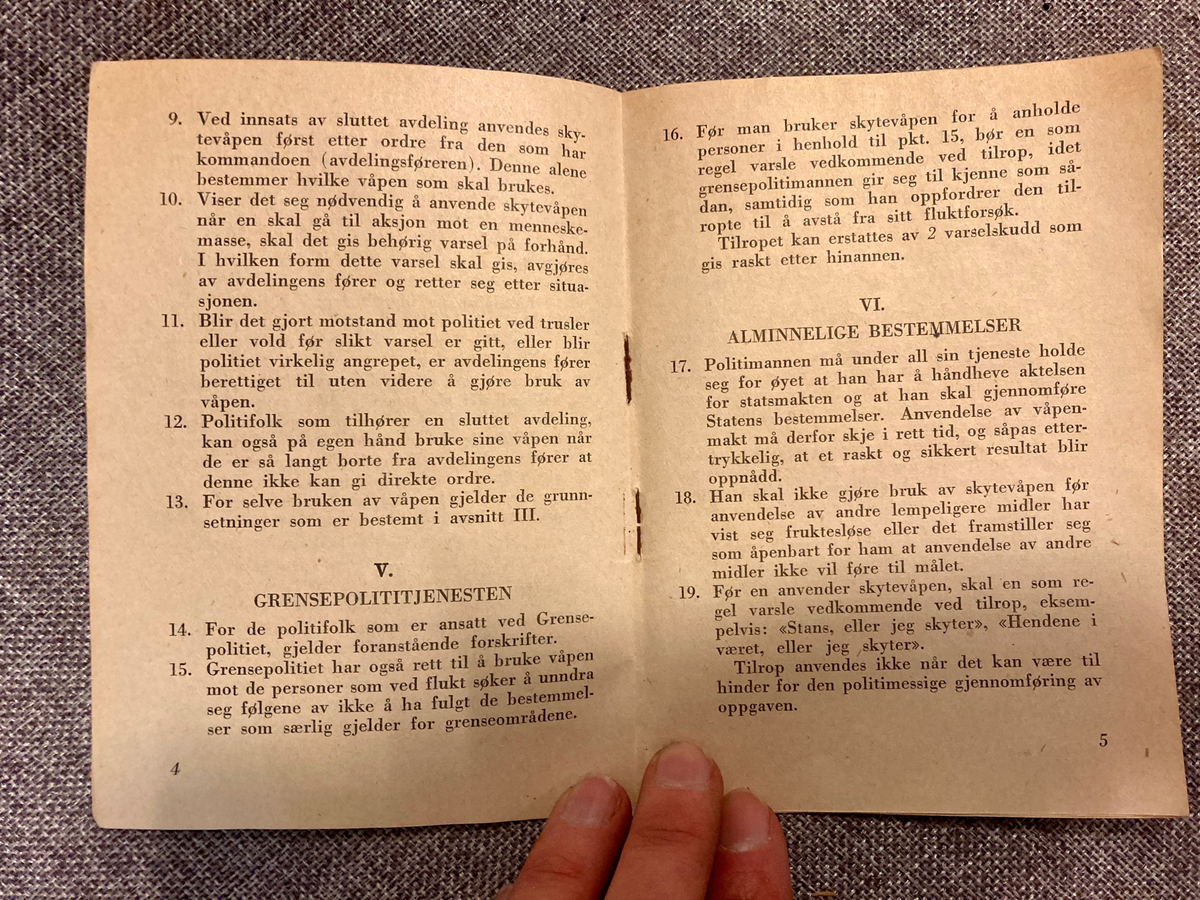 9. Ved innsats av sluttet avdeling anvendes sky-
tevåpen først etter ordre fra den som har
kommandoen (avdelingsføreren). Denne alene
bestemmer hvilke våpen som skal brukes.
10. Viser det seg nødvendig å anvende skytevåpen
når en skal gå til aksjon mot en menneske-
masse, skal det gis behørig varsel på forhånd.
I hvilken form dette varsel skal gis, avgjøres
av avdelingens fører og retter seg etter situa-
sjonen.
11. Blir det gjort motstand mot politiet ved trusler
eller vold før slikt varsel er gitt, eller blir
politiet virkelig angrepet, er avdelingens fører
berettiget til uten videre å gjøre bruk av
våpen.
12. Politifolk som tilhører en sluttet avdeling,
kan også på egen hånd bruke sine våpen når
de er så langt borte fra avdelingens fører at
denne ikke kan gi direkte ordre.
13. For selve bruken av våpen gjelder de grunn-
setninger som er bestemt i avsnitt III.
V.
GRENSEPOLITITJENESTEN
14. For de politifolk som er ansatt ved Grense-
politiet, gjelder foranstående forskrifter.
15. Grensepolitiet har også rett til å bruke våpen
mot de personer som ved flukt søker å unndra
seg følgene av ikke å ha fulgt de bestemmel-
ser som særlig gjelder for grenseområdene.
4
16. Før man bruker skytevåpen for å anholde
personer i henhold til pkt. 15, bør en som
regel varsle vedkommende ved tilrop, idet
grensepolitimannen gir seg til kjenne som så-
dan, samtidig som han oppfordrer den til-
ropte til å avstå fra sitt fluktforsøk.
Tilropet kan erstattes av 2 varselskudd som
gis raskt etter hinannen.
VI.
ALMINNELIGE BESTEMMELSER
17. Politimannen må under all sin tjeneste holde
seg for øyet at han har å håndheve aktelsen
for statsmakten og at han skal gjennomføre
Statens bestemmelser. Anvendelse av våpen-
makt må derfor skje i rett tid, og såpas etter-
trykkelig, at et raskt og sikkert resultat blir
oppnådd.
18. Han skal ikke gjøre bruk av skytevåpen før
anvendelse av andre lempeligere midler har
vist seg fruktesløse eller det framstiller seg
som åpenbart for ham at anvendelse av andre
midler ikke vil føre til målet.
19. Før en anvender skytevåpen, skal en som re-
gel varsle vedkommende ved tilrop, eksem-
pelvis: «Stans, eller jeg skyter», «Hendene i
været, eller jeg skyter».
Tilrop anvendes ikke når det kan være til
hinder for den politimessige gjennomføring av
oppgaven.
5